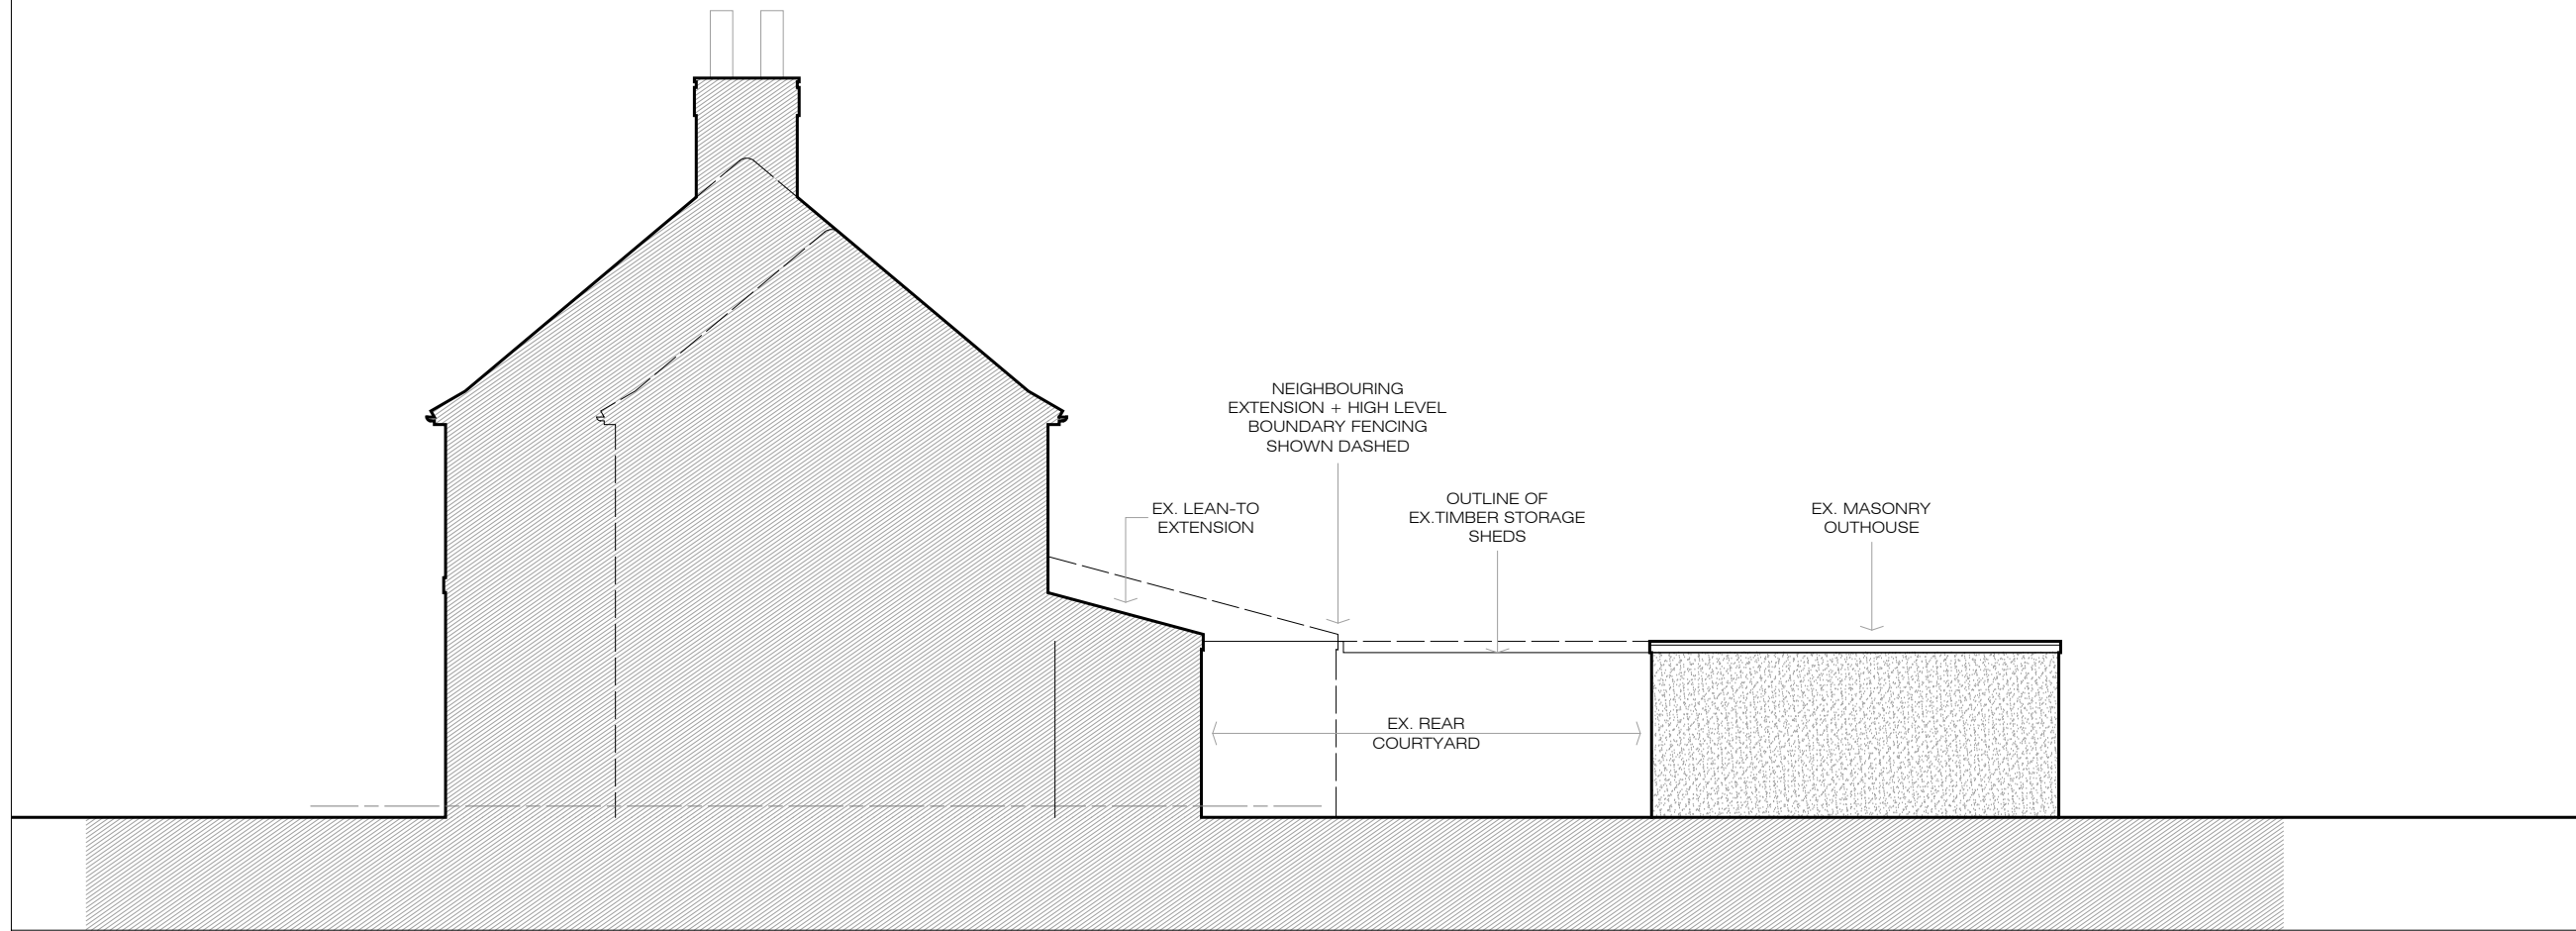 NEIGHBOURING
EXTENSION + HIGH LEVEL
BOUNDARY FENCING
SHOWN DASHED
EX. LEAN-TO
EXTENSION
OUTLINE OF
EX.TIMBER STORAGE
SHEDS
EX. MASONRY
OUTHOUSE
EX. REAR
COURTYARD